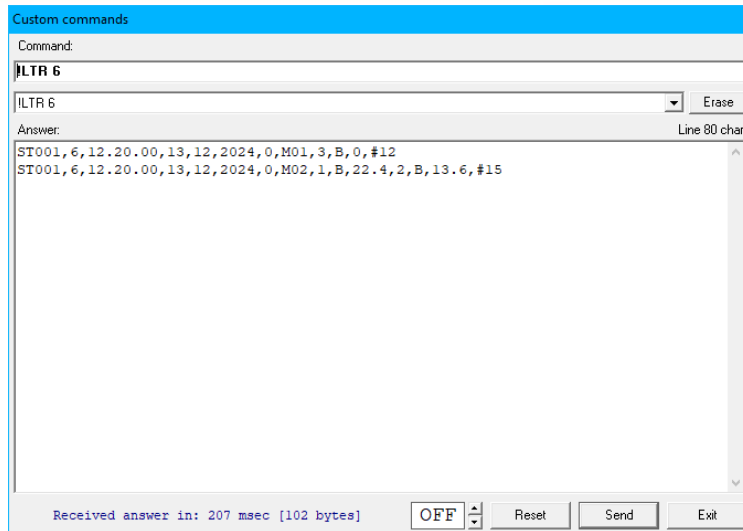 Custom commands
Command:
!LTR 6
!LTR 6
Erase
Answer:
Line 80 char
ST001,6,12.20.00,13,12,2024,0,M01,3,B,0,#12
ST001,6,12.20.00,13,12,2024,0,M02,1,B,22.4,2,B,13.6,#15
Received answer in: 207 msec [102 bytes]
OFF
Reset
Send
Exit